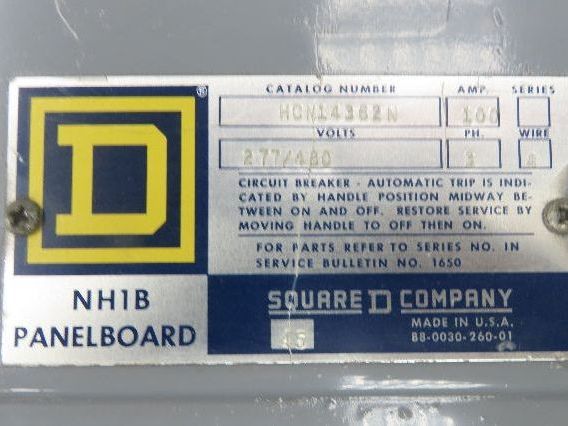 CATALOG NUMBER AMP. SERIES
HCN14362N 100
VOLTS PH. WIRE
277/480 3 4
CIRCUIT BREAKER - AUTOMATIC TRIP IS INDI-
CATED BY HANDLE POSITION MIDWAY BE-
TWEEN ON AND OFF. RESTORE SERVICE BY
MOVING HANDLE TO OFF THEN ON.
FOR PARTS REFER TO SERIES NO. IN
SERVICE BULLETIN NO. 1650
D ®
NH1B
PANELBOARD
SQUARE D COMPANY
MADE IN U.S.A.
BB-0030-260-01